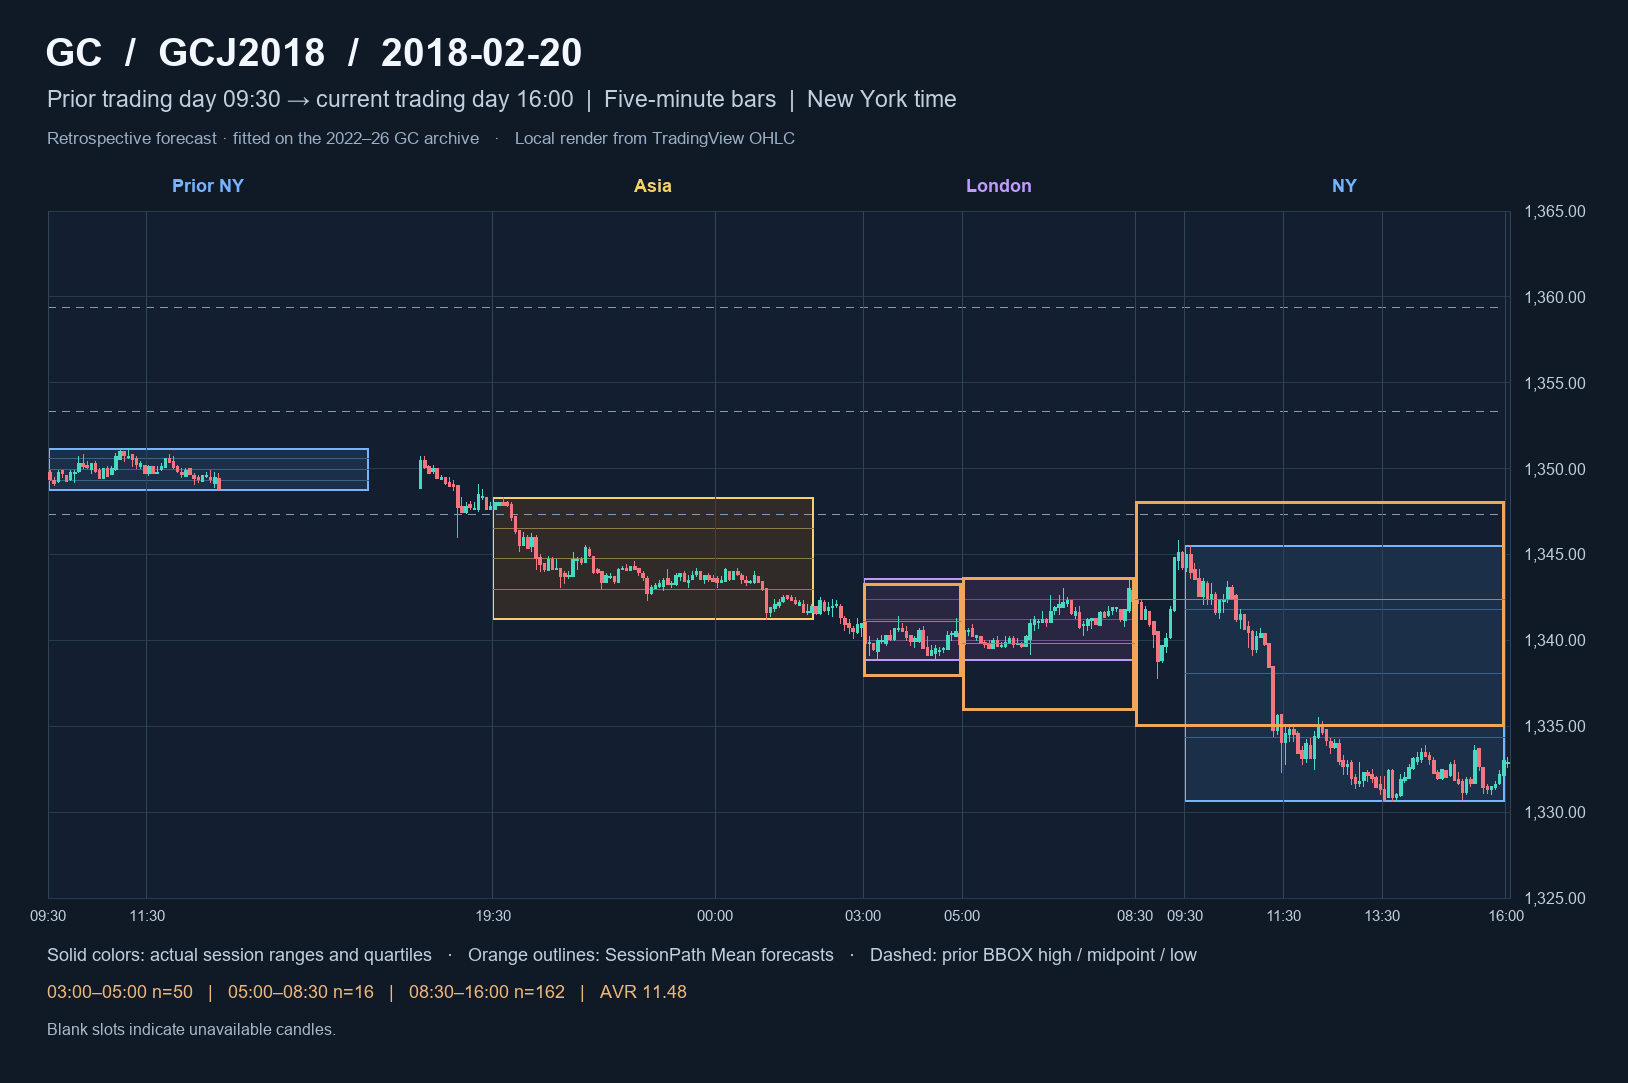 GC / GCJ2018 / 2018-02-20
Prior trading day 09:30 → current trading day 16:00 | Five-minute bars | New York time
Retrospective forecast · fitted on the 2022–26 GC archive · Local render from TradingView OHLC
Prior NY Asia London NY
1,365.00
1,360.00
1,355.00
1,350.00
1,345.00
1,340.00
1,335.00
1,330.00
1,325.00
09:30 11:30 19:30 00:00 03:00 05:00 08:30 09:30 11:30 13:30 16:00
Solid colors: actual session ranges and quartiles · Orange outlines: SessionPath Mean forecasts · Dashed: prior BBOX high / midpoint / low
03:00–05:00 n=50 | 05:00–08:30 n=16 | 08:30–16:00 n=162 | AVR 11.48
Blank slots indicate unavailable candles.